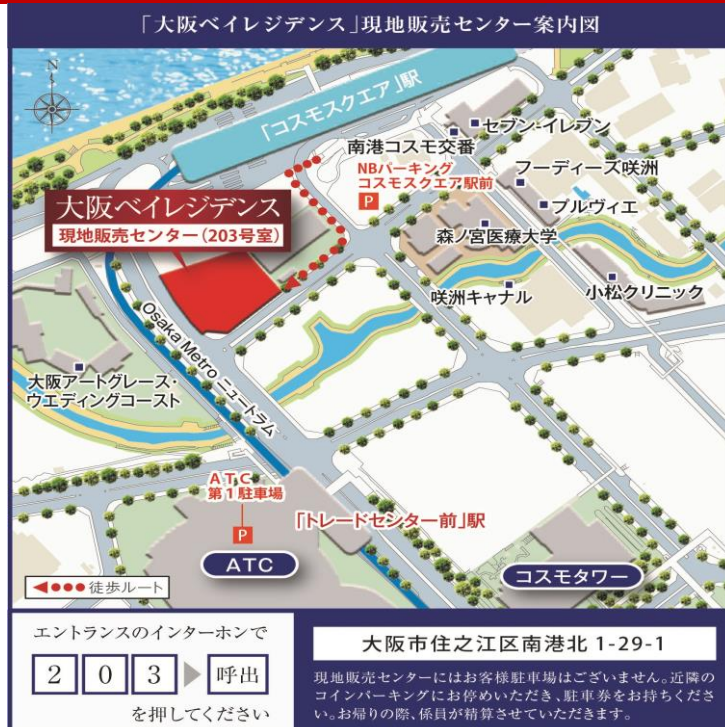 「大阪ベイレジデンス」現地販売センター案内図
N
「コスモスクエア」駅
セブン-イレブン
南港コスモ交番
NBパーキング
コスモスクエア駅前
P
フーディーズ咲洲
プルヴィエ
大阪ベイレジデンス
現地販売センター(203号室)
森ノ宮医療大学
咲洲キャナル
小松クリニック
Osaka Metro ニュートラム
大阪アートグレース・
ウエディングコースト
ATC
第1駐車場
P
「トレードセンター前」駅
ATC
コスモタワー
徒歩ルート
エントランスのインターホンで
2 0 3 呼出
を押してください
大阪市住之江区南港北 1-29-1
現地販売センターにはお客様駐車場はございません。近隣の
コインパーキングにお停めいただき、駐車券をお持ちくださ
い。お帰りの際、係員が精算させていただきます。